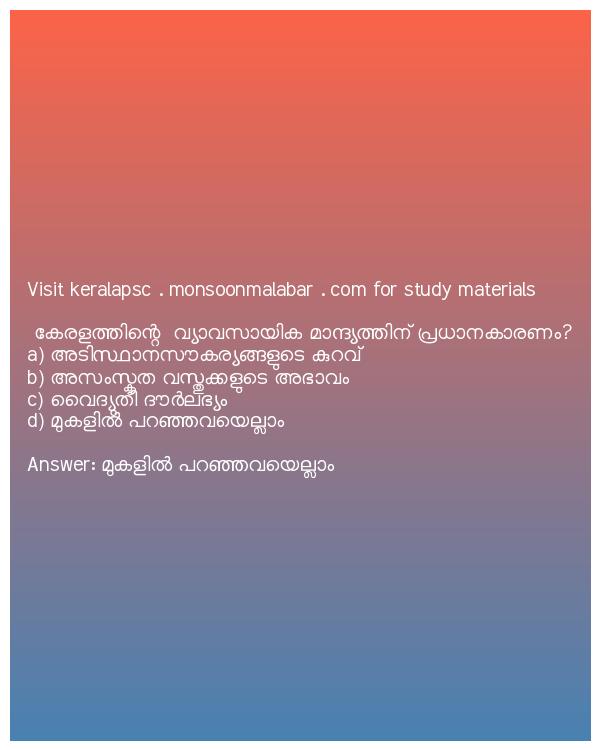 Visit keralapsc . monsoonmalabar . com for study materials
കേരളത്തിന്റെ വ്യാവസായിക മാന്ദ്യത്തിന് പ്രധാനകാരണം?
a) അടിസ്ഥാനസൗകര്യങ്ങളുടെ കുറവ്
b) അസംസ്കൃത വസ്തുക്കളുടെ അഭാവം
c) വൈദ്യുതി ദൗർലഭ്യം
d) മുകളിൽ പറഞ്ഞവയെല്ലാം
Answer: മുകളിൽ പറഞ്ഞവയെല്ലാം